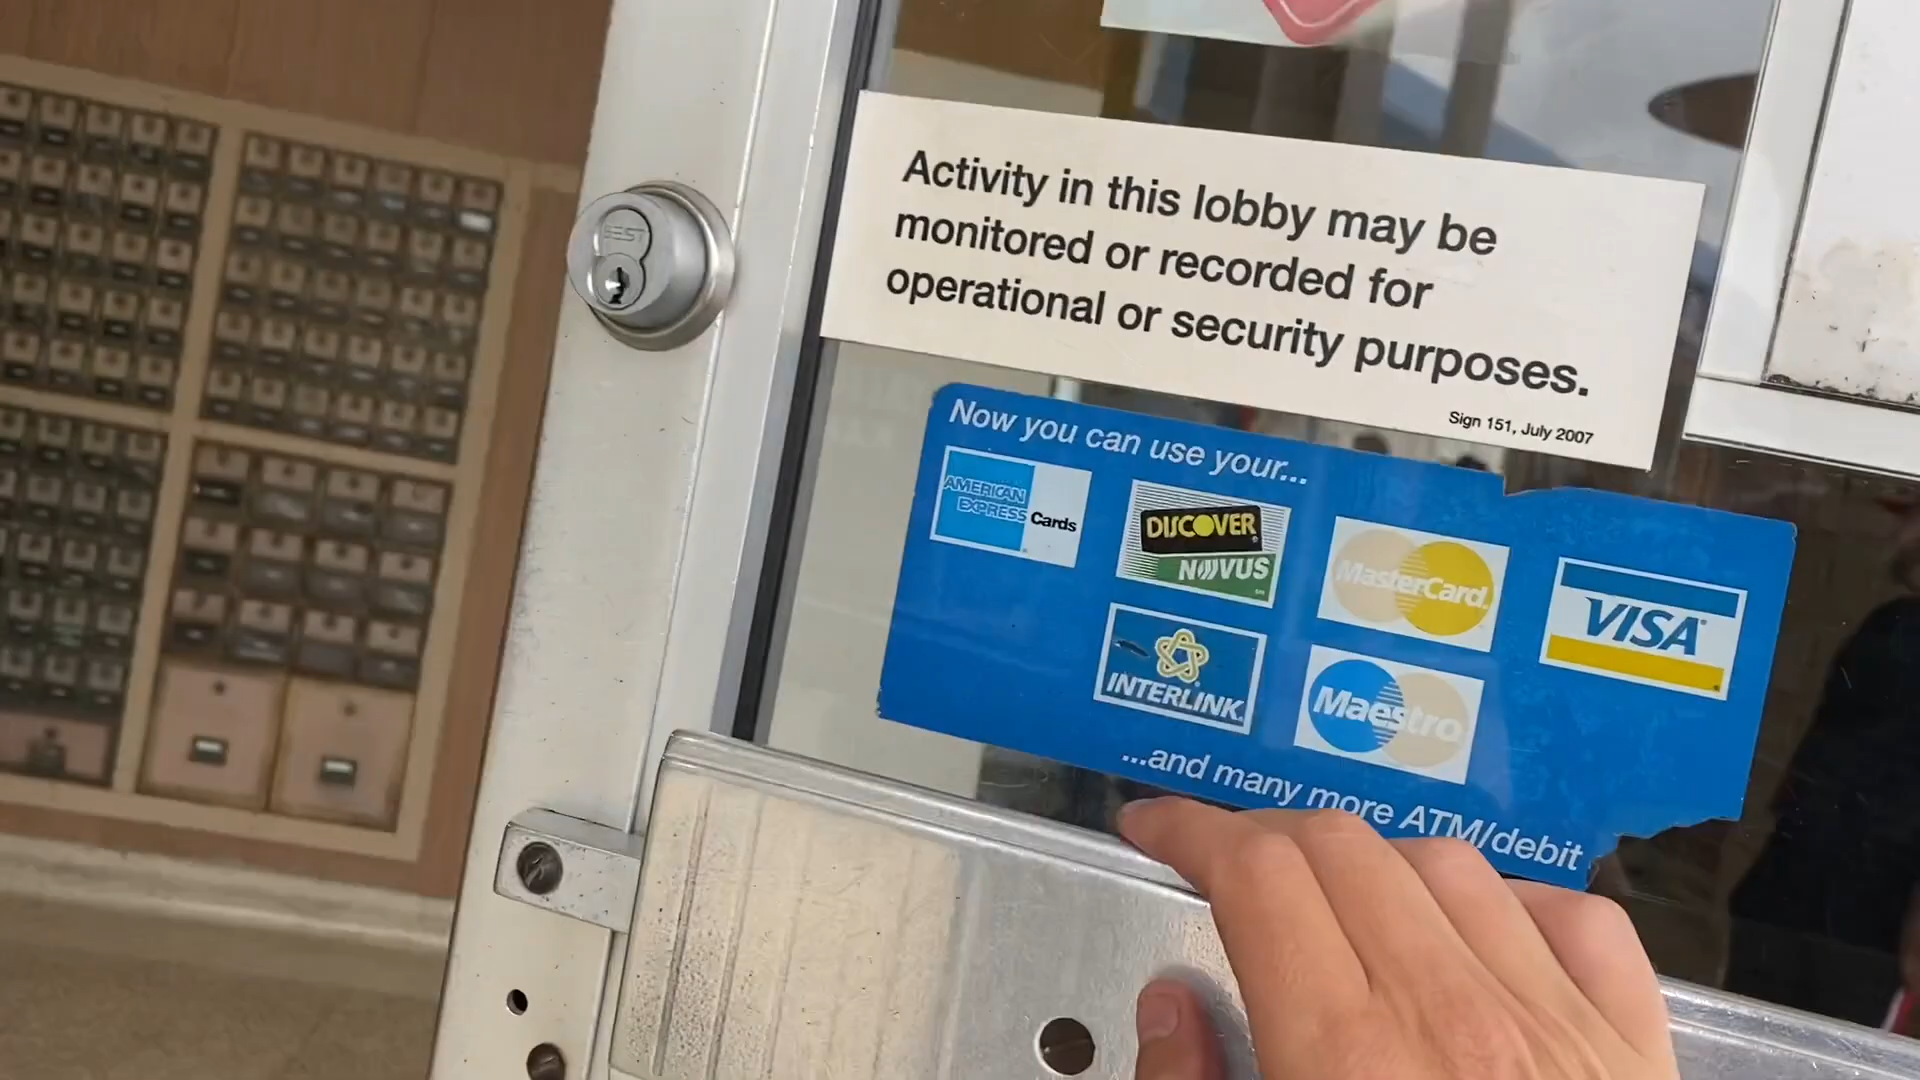 Activity in this lobby may be
monitored or recorded for
operational or security purposes.
Sign 151, July 2007
BEST
Now you can use your...
AMERICAN
EXPRESS Cards
DISCOVER
NOVUS
MasterCard
VISA
INTERLINK
Maestro
...and many more ATM/debit